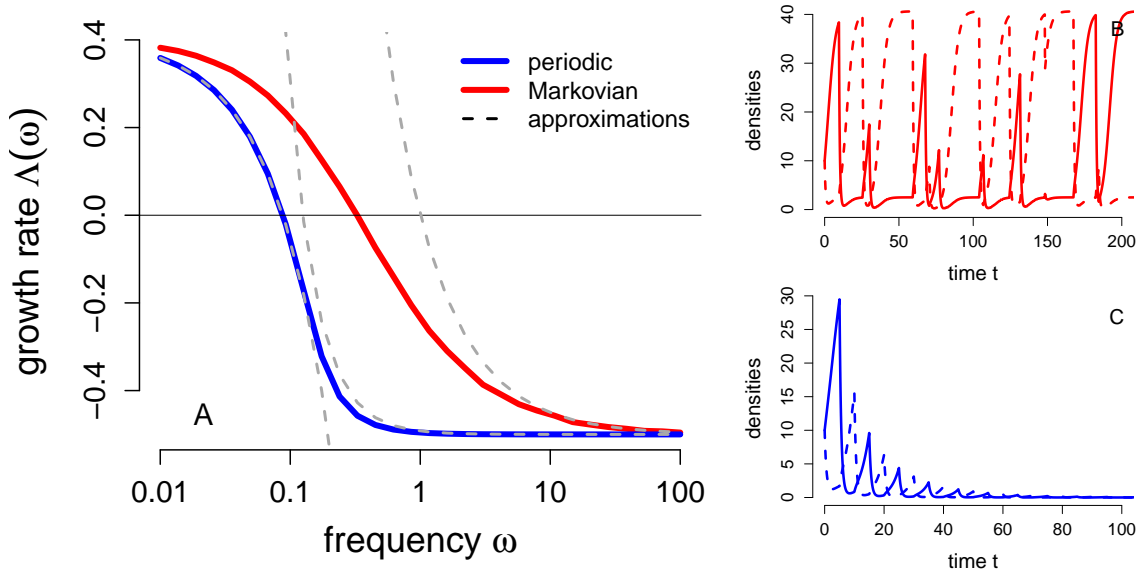 growth rate Λ(ω)
0.4
0.2
0.0
−0.2
−0.4
periodic
Markovian
approximations
A
0.01 0.1 1 10 100
frequency ω
densities
40
30
20
10
0
B
0 50 100 150 200
time t
densities
30
25
20
15
10
5
0
C
0 20 40 60 80 100
time t